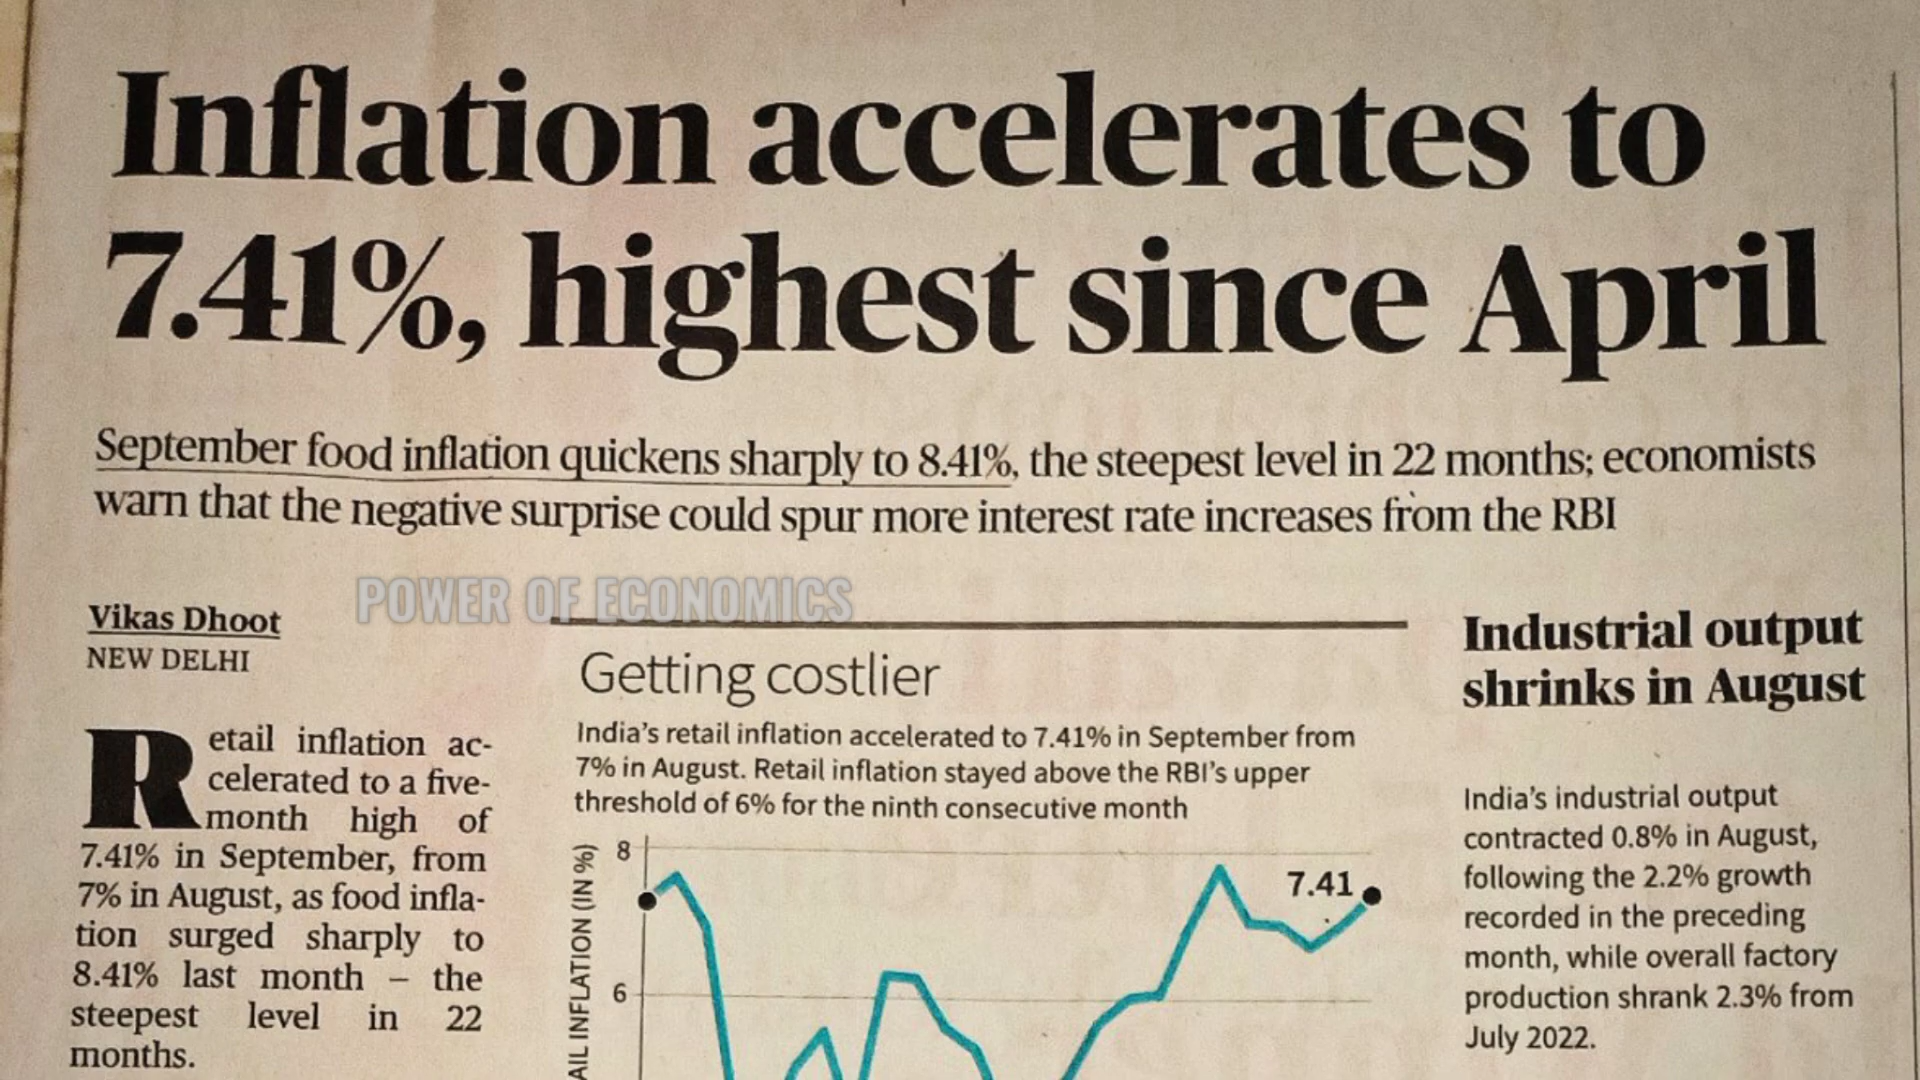 Inflation accelerates to
7.41%, highest since April
September food inflation quickens sharply to 8.41%, the steepest level in 22 months; economists
warn that the negative surprise could spur more interest rate increases from the RBI
POWER OF ECONOMICS
Vikas Dhoot
NEW DELHI
Retail inflation ac-
celerated to a five-
month high of
7.41% in September, from
7% in August, as food infla-
tion surged sharply to
8.41% last month – the
steepest level in 22
months.
Getting costlier
India's retail inflation accelerated to 7.41% in September from
7% in August. Retail inflation stayed above the RBI's upper
threshold of 6% for the ninth consecutive month
8
7.41
6
AIL INFLATION (IN %)
Industrial output
shrinks in August
India's industrial output
contracted 0.8% in August,
following the 2.2% growth
recorded in the preceding
month, while overall factory
production shrank 2.3% from
July 2022.